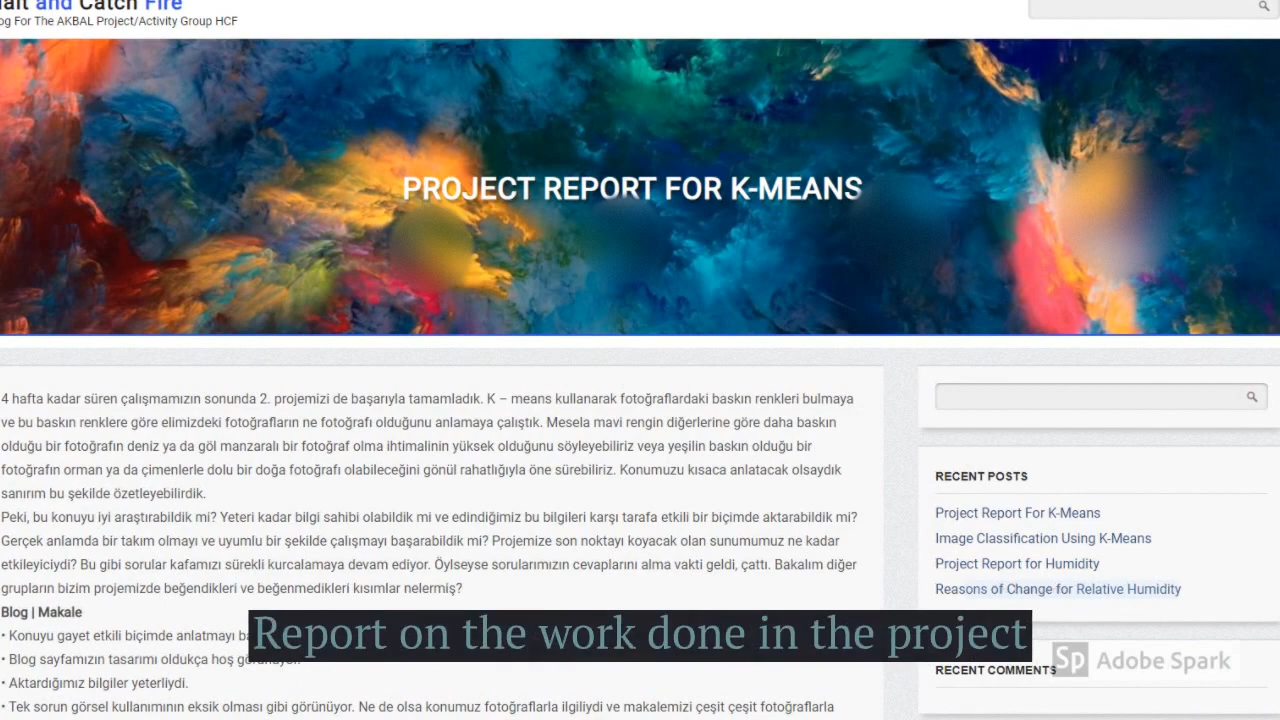 and Catch Fire
og For The AKBAL Project/Activity Group HCF
PROJECT REPORT FOR K-MEANS
4 hafta kadar süren çalışmamızın sonunda 2. projemizi de başarıyla tamamladık. K – means kullanarak fotoğraflardaki baskın renkleri bulmaya
ve bu baskın renklere göre elimizdeki fotoğrafların ne fotoğrafı olduğunu anlamaya çalıştık. Mesela mavi rengin diğerlerine göre daha baskın
olduğu bir fotoğrafın deniz ya da göl manzaralı bir fotoğraf olma ihtimalinin yüksek olduğunu söyleyebiliriz veya yeşilin baskın olduğu bir
fotoğrafın orman ya da çimenlerle dolu bir doğa fotoğrafı olabileceğini gönül rahatlığıyla öne sürebiliriz. Konumuzu kısaca anlatacak olsaydık
sanırım bu şekilde özetleyebilirdik.
Peki, bu konuyu iyi araştırabildik mi? Yeteri kadar bilgi sahibi olabildik mi ve edindiğimiz bu bilgileri karşı tarafa etkili bir biçimde aktarabildik mi?
Gerçek anlamda bir takım olmayı ve uyumlu bir şekilde çalışmayı başarabildik mi? Projemize son noktayı koyacak olan sunumumuz ne kadar
etkileyiciydi? Bu gibi sorular kafamızı sürekli kurcalamaya devam ediyor. Öylseyse sorularımızın cevaplarını alma vakti geldi, çattı. Bakalım diğer
grupların bizim projemizde beğendikleri ve beğenmedikleri kısımlar nelermiş?
Blog | Makale
• Konuyu gayet etkili biçimde anlatmayı
• Blog sayfamızın tasarımı oldukça hoş
• Aktardığımız bilgiler yeterliydi.
• Tek sorun görsel kullanımının eksik olması gibi görünüyor. Ne de olsa konumuz fotoğraflarla ilgiliydi ve makalemizi çeşit çeşit fotoğraflarla
RECENT POSTS
Project Report For K-Means
Image Classification Using K-Means
Project Report for Humidity
Reasons of Change for Relative Humidity
RECENT COMMENTS
Report on the work done in the project
Sp Adobe Spark